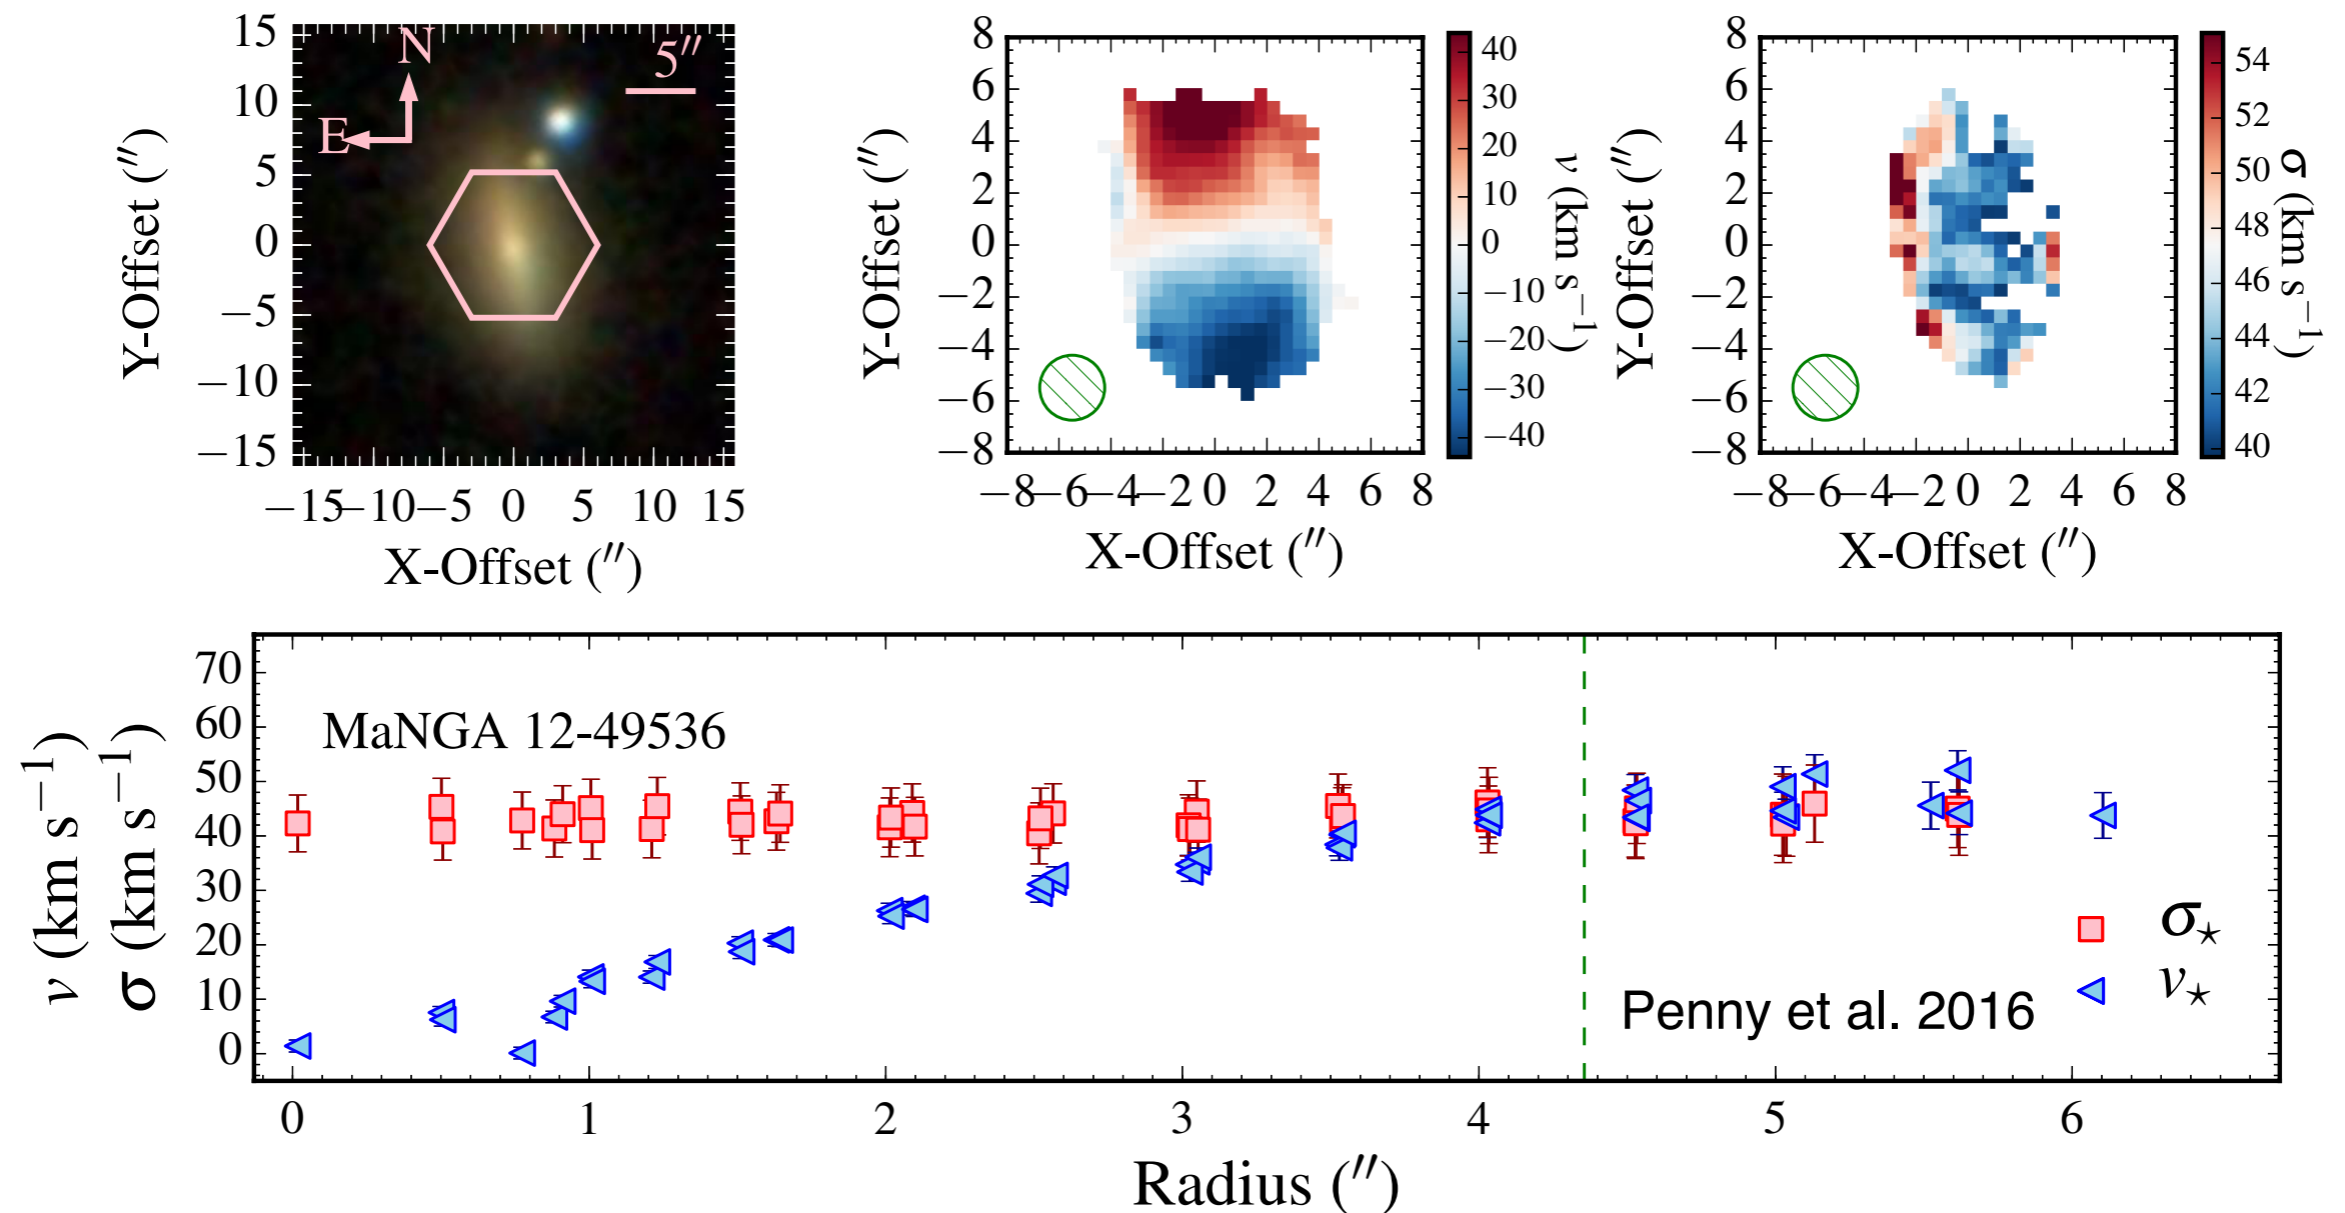 N
E
5″
15
10
5
0
−5
−10
−15
−15 −10 −5 0 5 10 15
Y-Offset (″)
X-Offset (″)
8
6
4
2
0
−2
−4
−6
−8
−8 −6 −4 −2 0 2 4 6 8
Y-Offset (″)
X-Offset (″)
40
30
20
10
0
−10
−20
−30
−40
v (km s⁻¹)
8
6
4
2
0
−2
−4
−6
−8
−8 −6 −4 −2 0 2 4 6 8
Y-Offset (″)
X-Offset (″)
54
52
50
48
46
44
42
40
σ (km s⁻¹)
v (km s⁻¹)
σ (km s⁻¹)
70
60
50
40
30
20
10
0
MaNGA 12-49536
σ⋆
v⋆
Penny et al. 2016
0 1 2 3 4 5 6
Radius (″)